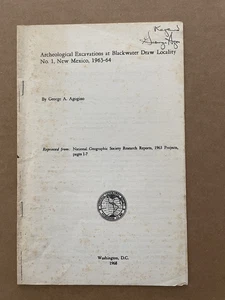 Archeological Excavations at Blackwater Draw Locality
No. 1, New Mexico, 1963-64
By George A. Agogino
Reprinted from: National Geographic Society Research Reports, 1963 Projects,
pages 1-7
Washington, D.C.
1968